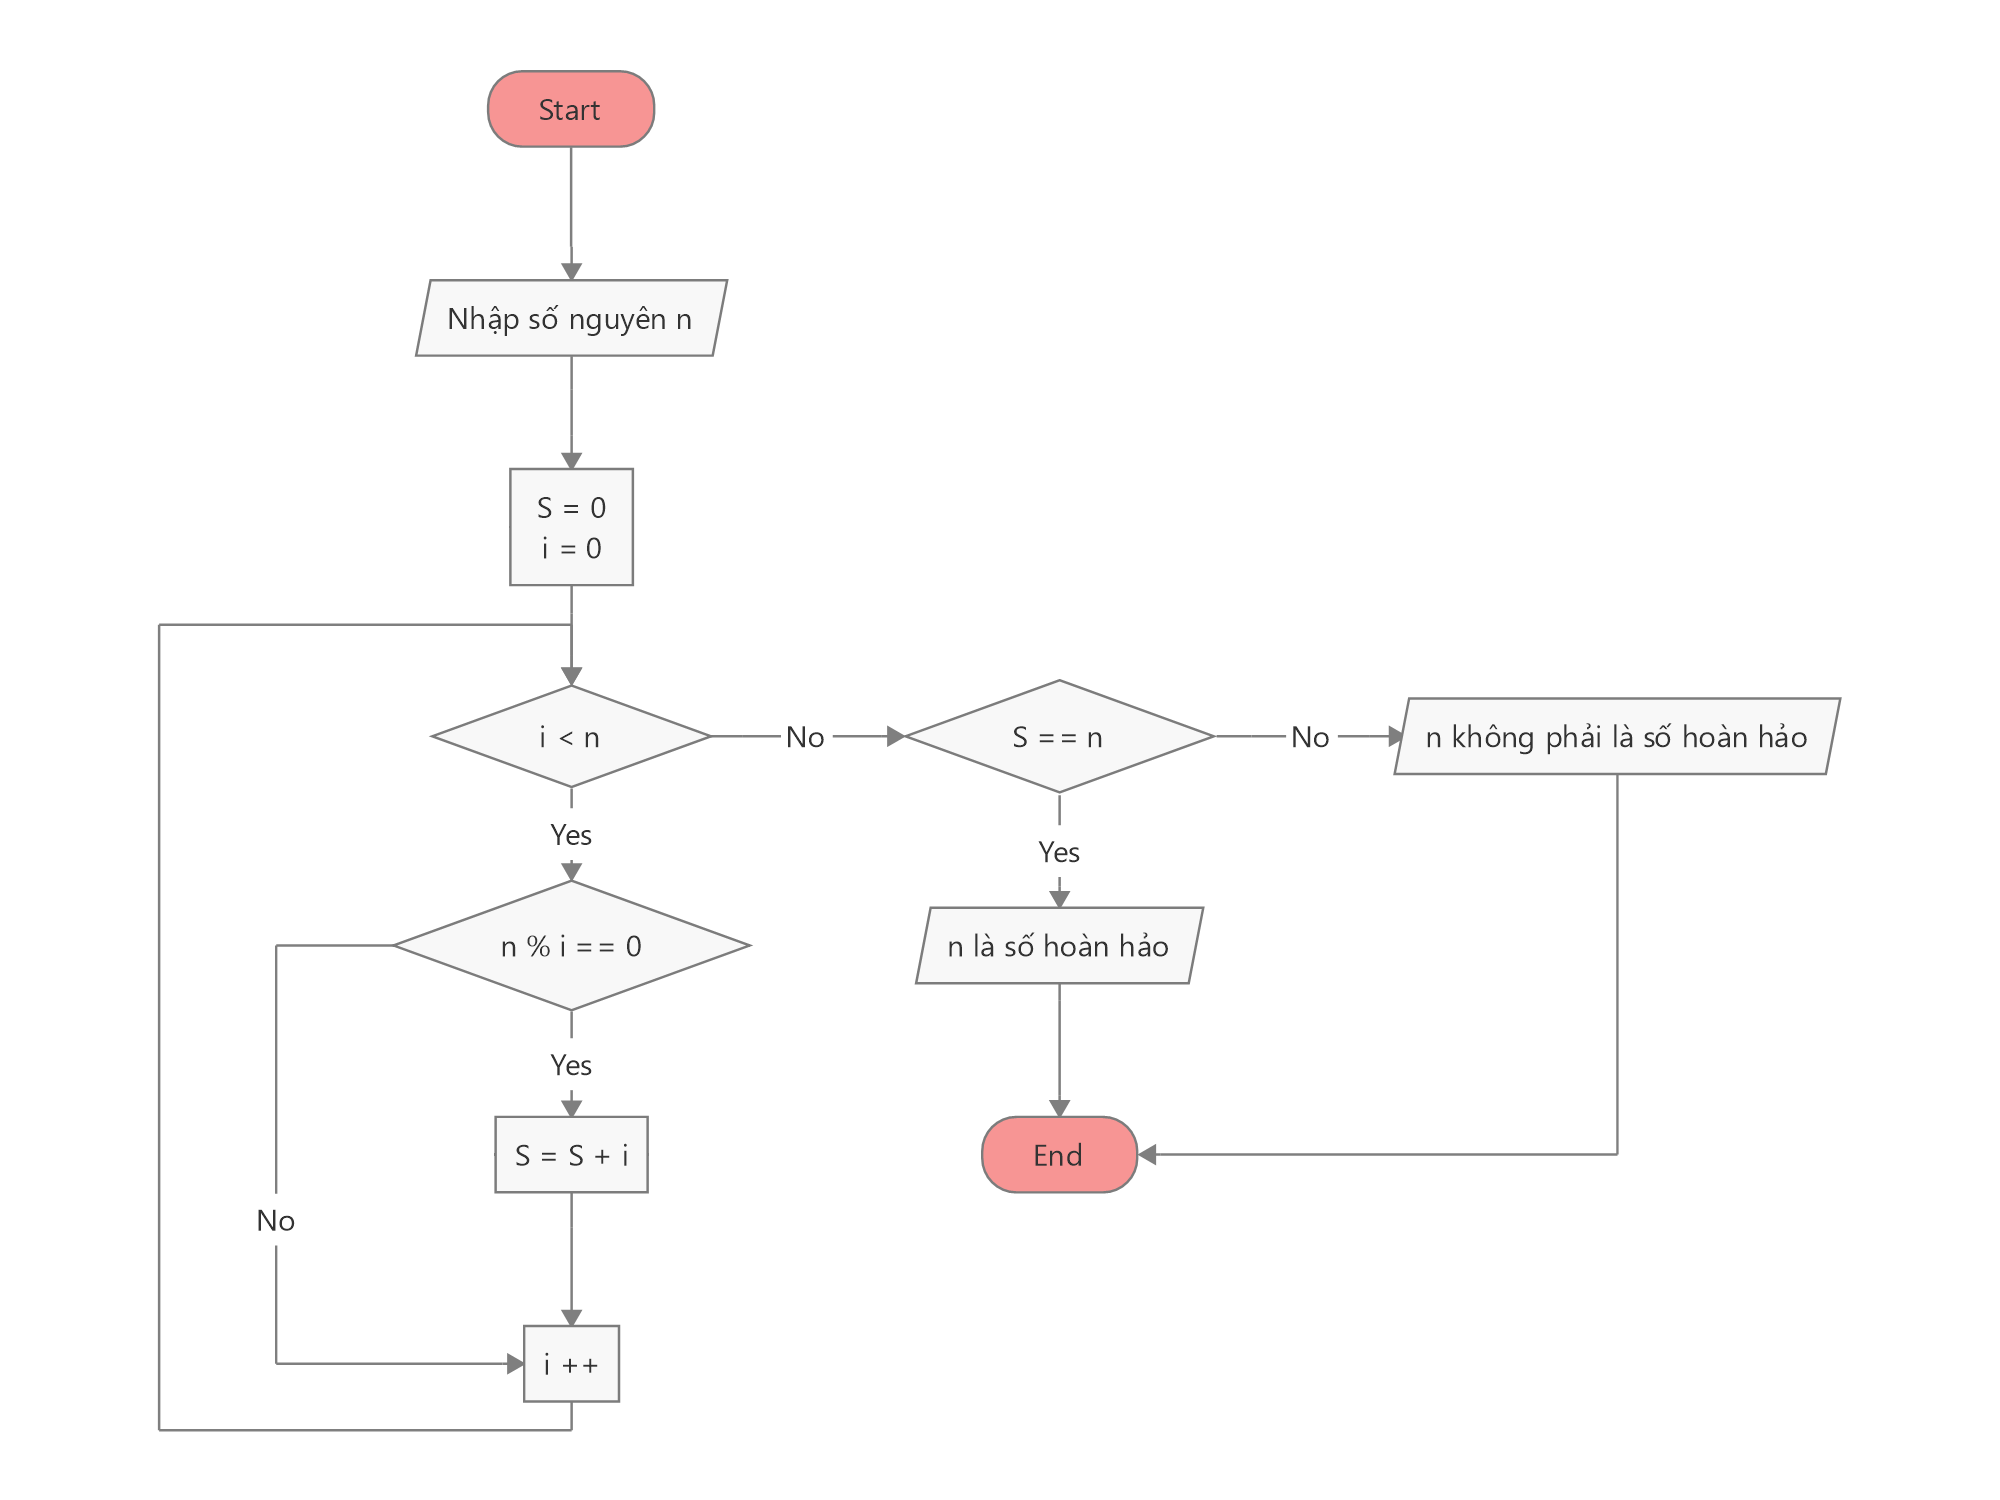 Start
Nhập số nguyên n
S = 0
i = 0
i < n
No
S == n
No
n không phải là số hoàn hảo
Yes
Yes
n % i == 0
n là số hoàn hảo
Yes
S = S + i
End
No
i ++